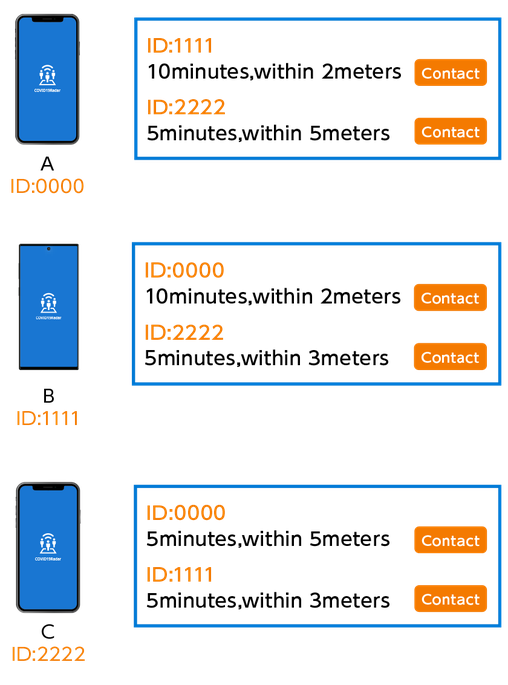 ID:1111
10minutes,within 2meters
Contact
ID:2222
5minutes,within 5meters
Contact
COVID19Radar
A
ID:0000
ID:0000
10minutes,within 2meters
Contact
ID:2222
5minutes,within 3meters
Contact
COVID19Radar
B
ID:1111
ID:0000
5minutes,within 5meters
Contact
ID:1111
5minutes,within 3meters
Contact
COVID19Radar
C
ID:2222